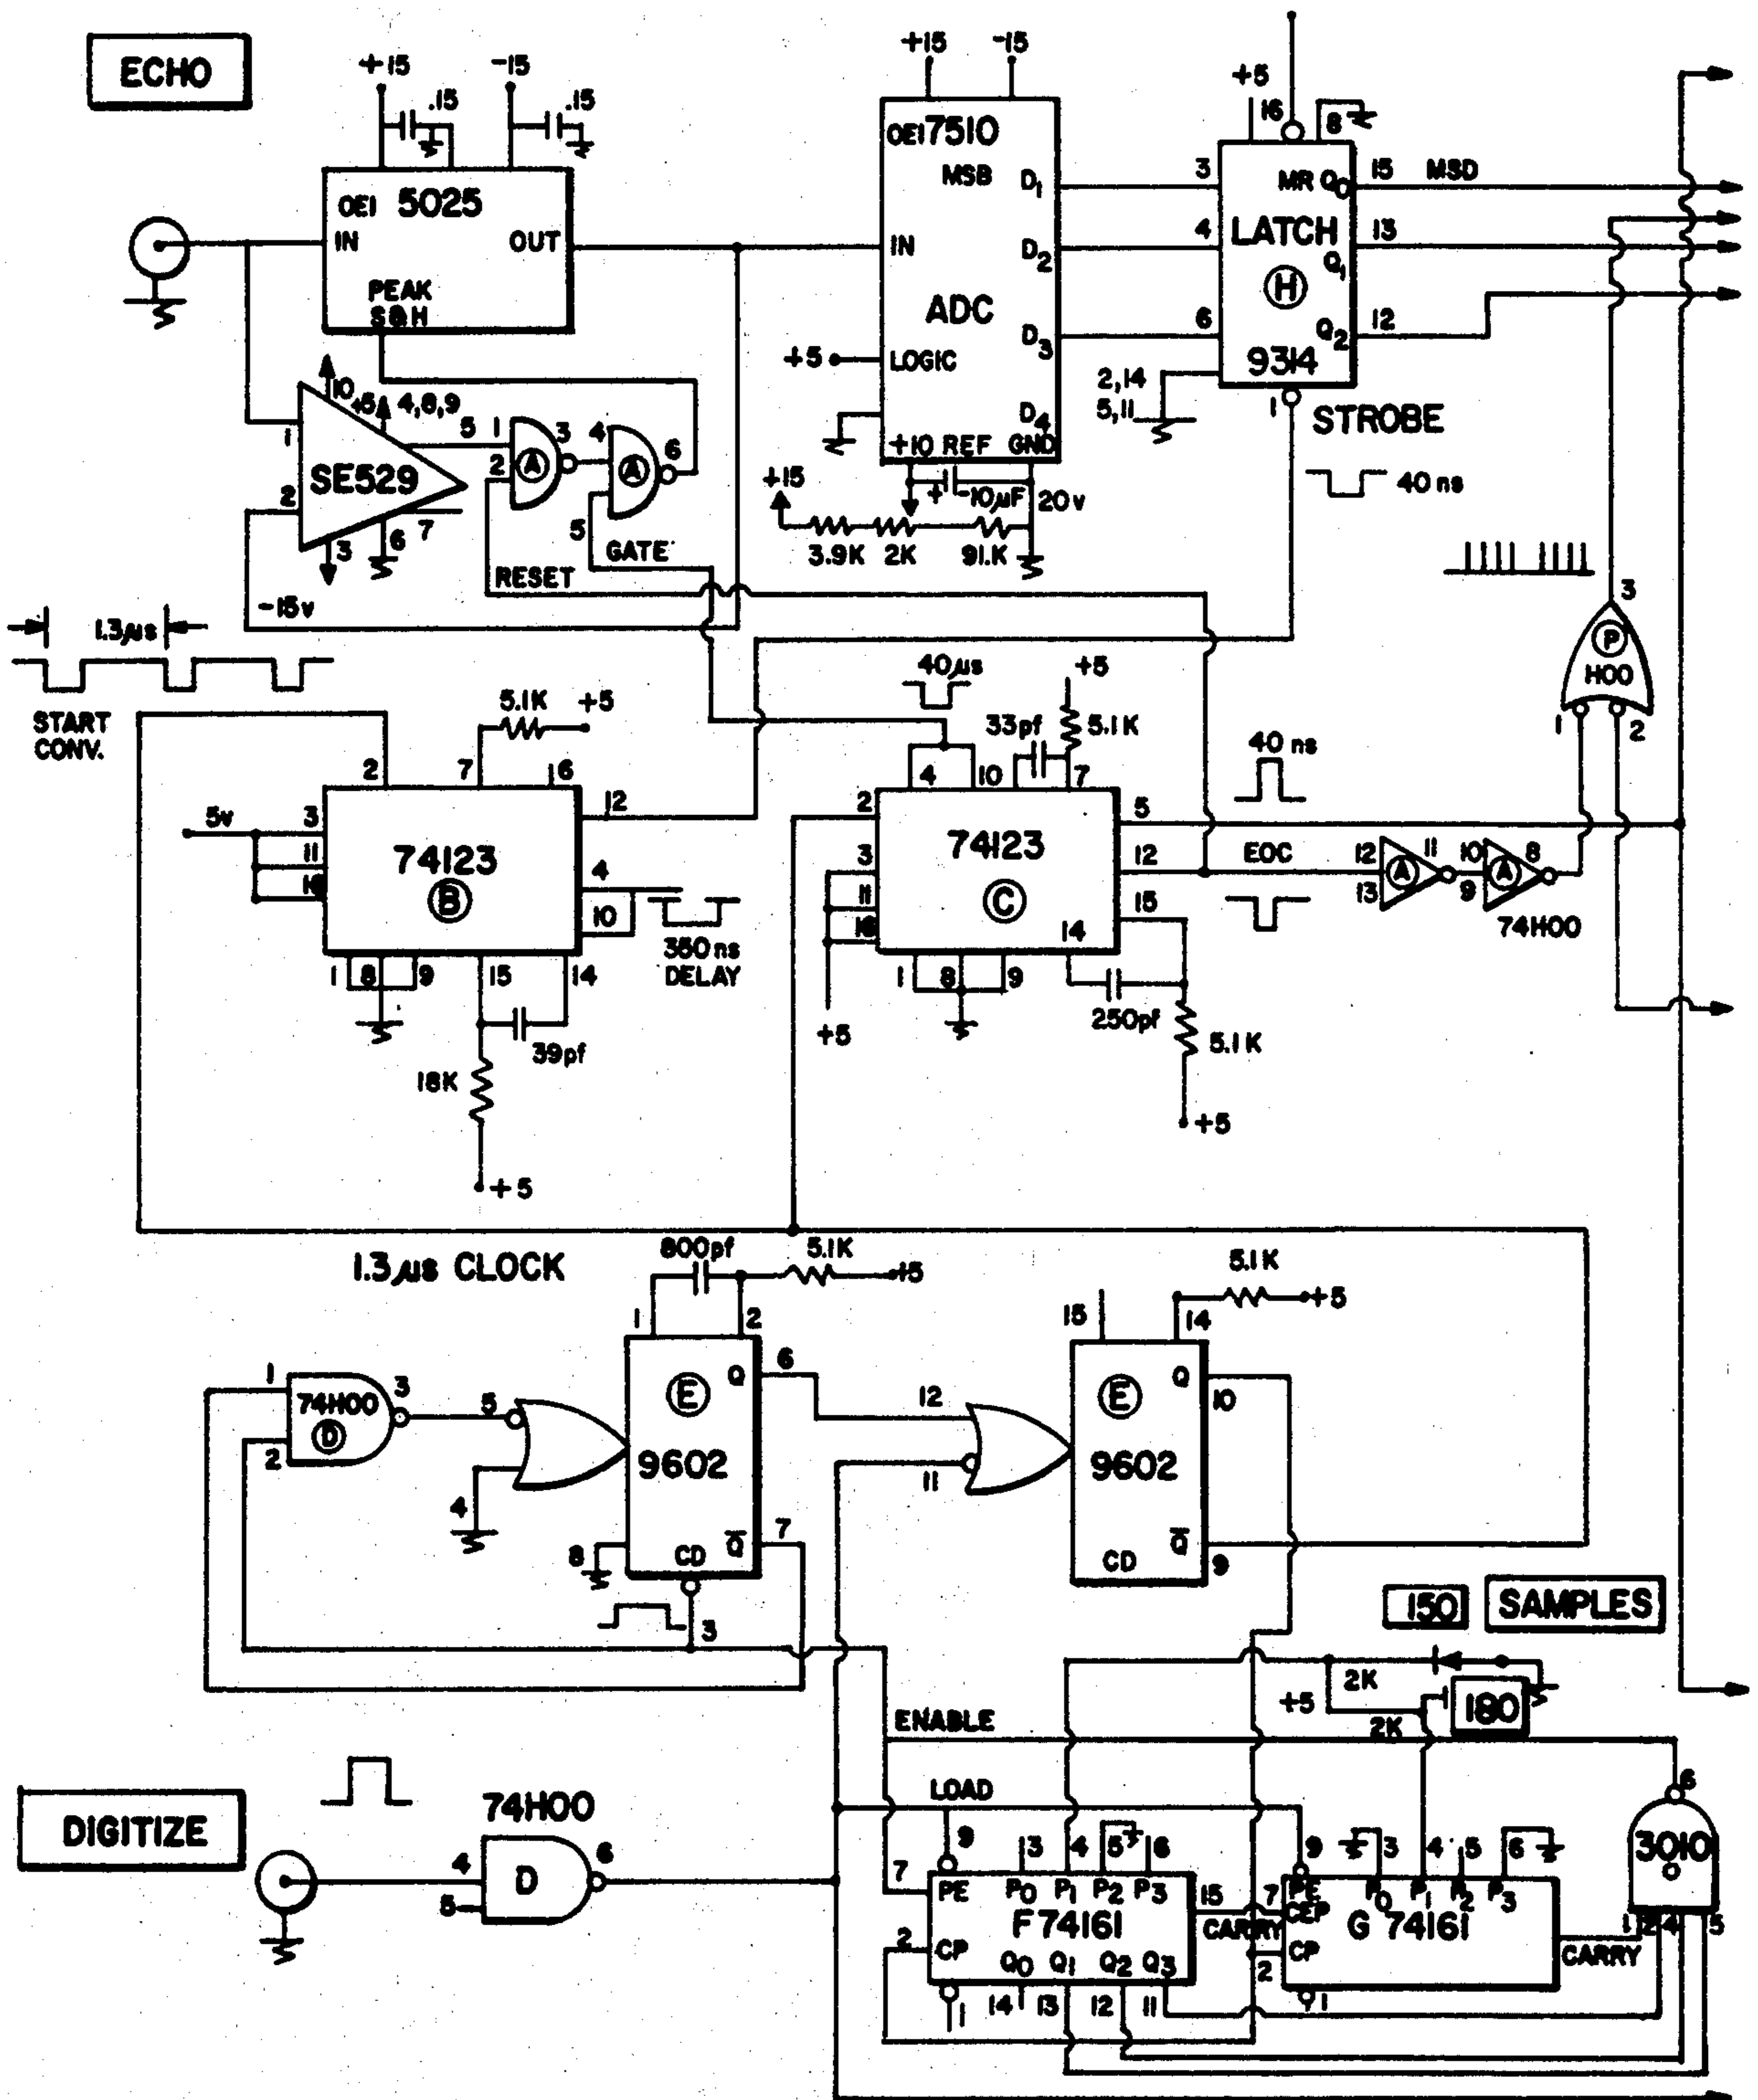 ECHO
+15
-15
.15
.15
OEI 5025
IN
OUT
PEAK
S&H
+15
-15
OEI7510
MSB
D1
IN
D2
ADC
D3
LOGIC
+5
D4
+10 REF
GND
+15
+
-10µF
20v
3.9K
2K
91.K
+5
16
8
3
MR
Q0
15
MSD
4
LATCH
13
Q1
H
6
Q2
12
9314
2,14
5,11
1
STROBE
40 ns
10
+5
4,8,9
1
5
SE529
2
3
6
7
-15v
1
2
A
3
4
A
6
5
GATE
RESET
1.3µs
START
CONV.
5.1K
+5
2
7
6
12
5v
3
11
74123
B
4
10
350ns
DELAY
1
8
9
15
14
39pf
18K
+5
40µs
+5
33pf
5.1K
4
10
7
2
5
3
74123
12
11
C
15
14
1
8
9
+5
250pf
5.1K
+5
40 ns
EOC
12
13
A
11
10
9
A
8
74H00
3
P
H00
1
2
1.3µs CLOCK
800pf
5.1K
+5
1
2
1
74H00
D
3
2
5
4
E
Q
6
9602
8
CD
Q̅
7
3
5.1K
+5
15
14
12
11
E
Q
10
9602
CD
Q̅
9
150
SAMPLES
2K
+5
180
2K
ENABLE
LOAD
DIGITIZE
74H00
4
5
D
6
9
13
4
5
6
7
PE
P0
P1
P2
P3
F74161
15
CARRY
2
CP
Q0
Q1
Q2
Q3
1
14
13
12
11
9
3
4
5
6
7
PE
P0
P1
P2
P3
CEP
G 74161
CP
2
1
CARRY
6
3010
1
2
4
5